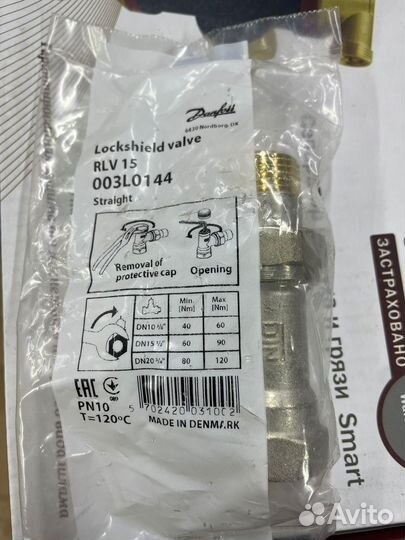 Danfoss
6430 Nordborg, DK
Lockshield valve
RLV 15
003L0144
Straight
Removal of
protective cap
Opening
Min. [Nm]
Max [Nm]
DN10 ⅜" 40 60
DN15 ½" 60 90
DN20 ¾" 80 120
EAC
PN10
T=120°C
5 702420 031002
MADE IN DENMARK
DN
ЗАСТРАХОВАНО
и грязи Smart
Avito